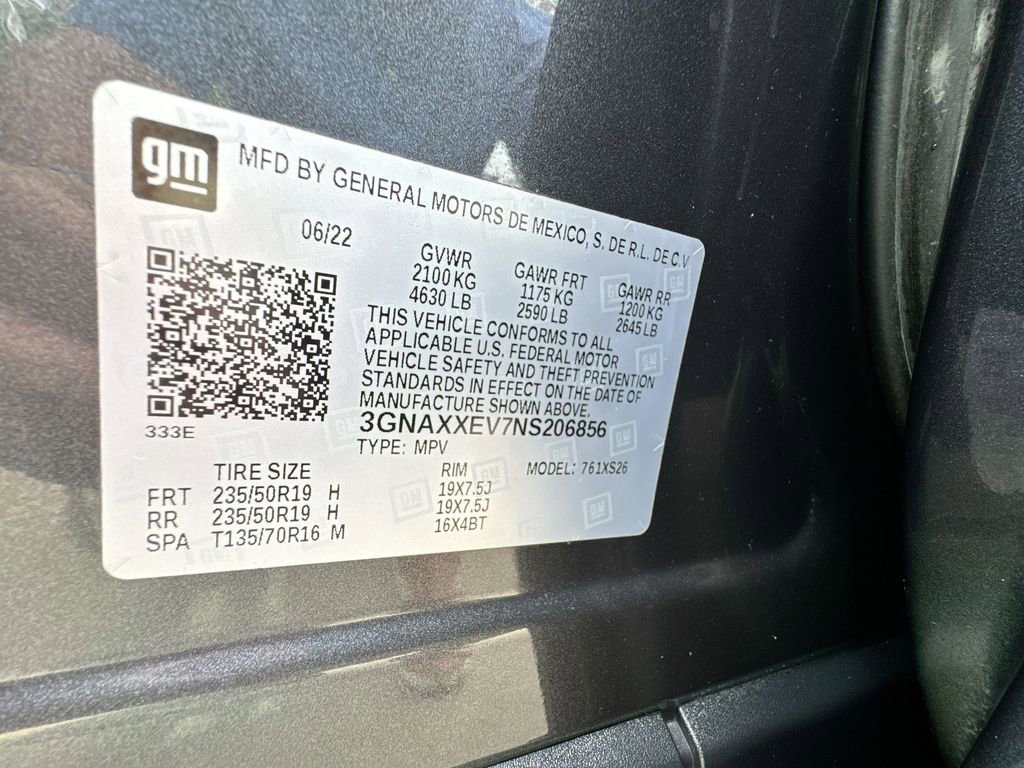 gm
MFD BY GENERAL MOTORS DE MEXICO, S. DE R.L. DE C.V.
06/22
GVWR GAWR FRT GAWR RR
2100 KG 1175 KG 1200 KG
4630 LB 2590 LB 2645 LB
THIS VEHICLE CONFORMS TO ALL
APPLICABLE U.S. FEDERAL MOTOR
VEHICLE SAFETY AND THEFT PREVENTION
STANDARDS IN EFFECT ON THE DATE OF
MANUFACTURE SHOWN ABOVE.
3GNAXXEV7NS206856
333E
TYPE: MPV MODEL: 761XS26
TIRE SIZE RIM
FRT 235/50R19 H 19X7.5J
RR 235/50R19 H 19X7.5J
SPA T135/70R16 M 16X4BT